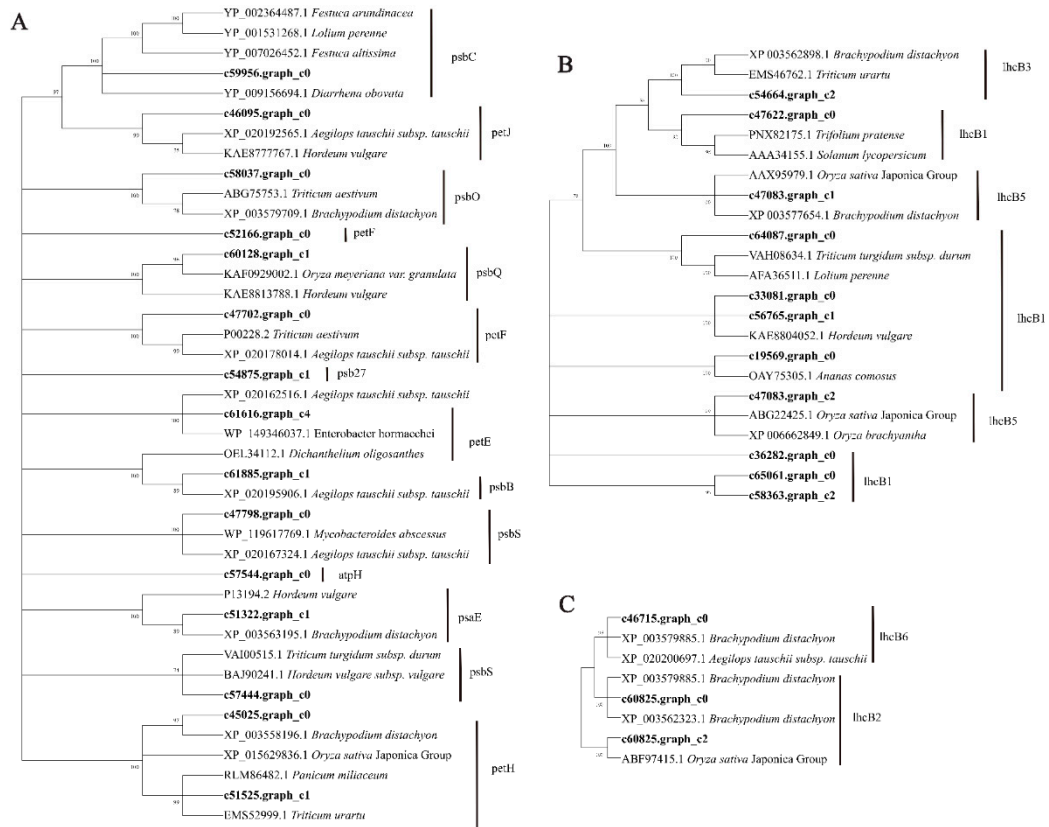 A
YP_002364487.1 Festuca arundinacea
YP_001531268.1 Lolium perenne
YP_007026452.1 Festuca altissima
c59956.graph_c0
YP_009156694.1 Diarrhena obovata
psbC
c46095.graph_c0
XP_020192565.1 Aegilops tauschii subsp. tauschii
KAE8777767.1 Hordeum vulgare
petJ
c58037.graph_c0
ABG75753.1 Triticum aestivum
XP_003579709.1 Brachypodium distachyon
psbO
c52166.graph_c0
petF
c60128.graph_c1
KAF0929002.1 Oryza meyeriana var. granulata
KAE8813788.1 Hordeum vulgare
psbQ
c47702.graph_c0
P00228.2 Triticum aestivum
XP_020178014.1 Aegilops tauschii subsp. tauschii
petF
c54875.graph_c1
psb27
XP_020162516.1 Aegilops tauschii subsp. tauschii
c61616.graph_c4
WP_149346037.1 Enterobacter hormaechei
OEL34112.1 Dichanthelium oligosanthes
petE
c61885.graph_c1
XP_020195906.1 Aegilops tauschii subsp. tauschii
psbB
c47798.graph_c0
WP_119617769.1 Mycobacteroides abscessus
XP_020167324.1 Aegilops tauschii subsp. tauschii
psbS
c57544.graph_c0
atpH
P13194.2 Hordeum vulgare
c51322.graph_c1
XP_003563195.1 Brachypodium distachyon
psaE
VAI00515.1 Triticum turgidum subsp. durum
BAJ90241.1 Hordeum vulgare subsp. vulgare
c57444.graph_c0
psbS
c45025.graph_c0
XP_003558196.1 Brachypodium distachyon
XP_015629836.1 Oryza sativa Japonica Group
RLM86482.1 Panicum miliaceum
c51525.graph_c1
EMS52999.1 Triticum urartu
petH
B
XP 003562898.1 Brachypodium distachyon
EMS46762.1 Triticum urartu
c54664.graph_c2
lhcB3
c47622.graph_c0
PNX82175.1 Trifolium pratense
AAA34155.1 Solanum lycopersicum
lhcB1
AAX95979.1 Oryza sativa Japonica Group
c47083.graph_c1
XP 003577654.1 Brachypodium distachyon
lhcB5
c64087.graph_c0
VAH08634.1 Triticum turgidum subsp. durum
AFA36511.1 Lolium perenne
c33081.graph_c0
c56765.graph_c1
KAE8804052.1 Hordeum vulgare
c19569.graph_c0
OAY75305.1 Ananas comosus
lhcB1
c47083.graph_c2
ABG22425.1 Oryza sativa Japonica Group
XP 006662849.1 Oryza brachyantha
lhcB5
c36282.graph_c0
c65061.graph_c0
c58363.graph_c2
lhcB1
C
c46715.graph_c0
XP_003579885.1 Brachypodium distachyon
XP_020200697.1 Aegilops tauschii subsp. tauschii
lhcB6
XP_003579885.1 Brachypodium distachyon
c60825.graph_c0
XP_003562323.1 Brachypodium distachyon
c60825.graph_c2
ABF97415.1 Oryza sativa Japonica Group
lhcB2